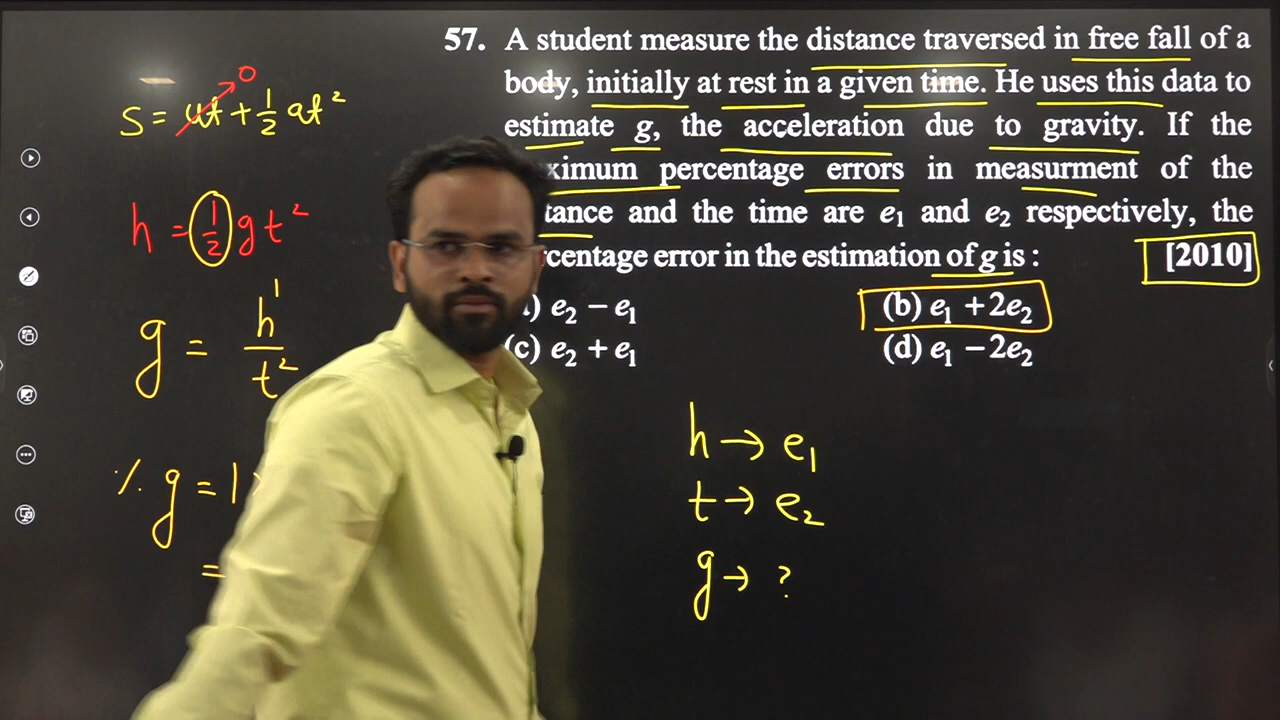 57. A student measure the distance traversed in free fall of a
body, initially at rest in a given time. He uses this data to
estimate g, the acceleration due to gravity. If the
ximum percentage errors in measurment of the
tance and the time are e₁ and e₂ respectively, the
rcentage error in the estimation of g is : [2010]
) e₂ − e₁ (b) e₁ + 2e₂
(c) e₂ + e₁ (d) e₁ − 2e₂
S = ut + ½ at²
0
h = ½ gt²
g = h¹/t²
% g = 1
=
h → e₁
t → e₂
g → ?